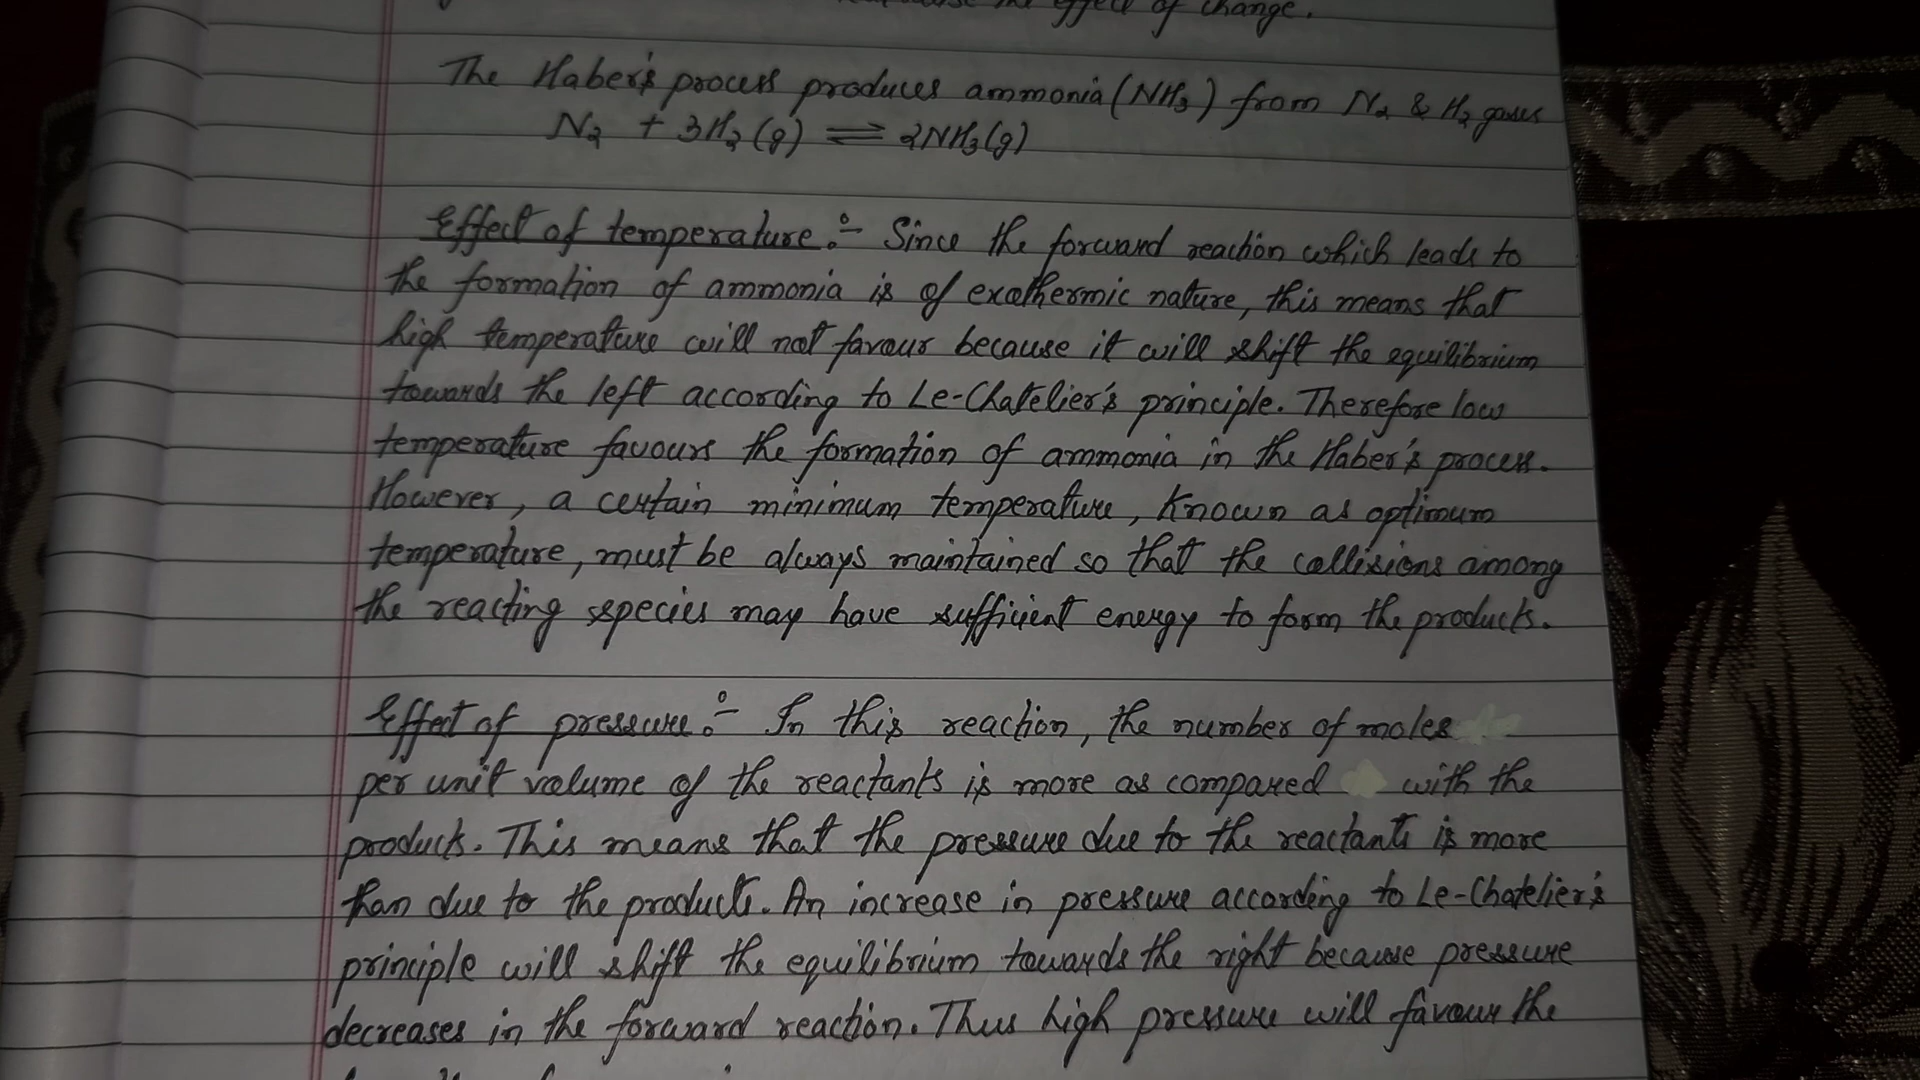 the effect of change.
The Haber's process produces ammonia (NH₃) from N₂ & H₂ gases
N₂ + 3H₂(g) ⇌ 2NH₃(g)
Effect of temperature :- Since the forward reaction which leads to
the formation of ammonia is of exothermic nature, this means that
high temperature will not favour because it will shift the equilibrium
towards the left according to Le-Chatelier's principle. Therefore low
temperature favours the formation of ammonia in the Haber's process.
However, a certain minimum temperature, known as optimum
temperature, must be always maintained so that the collisions among
the reacting species may have sufficient energy to form the products.
Effect of pressure :- In this reaction, the number of moles
per unit volume of the reactants is more as compared with the
products. This means that the pressure due to the reactants is more
than due to the products. An increase in pressure according to Le-Chatelier's
principle will shift the equilibrium towards the right because pressure
decreases in the forward reaction. Thus high pressure will favour the